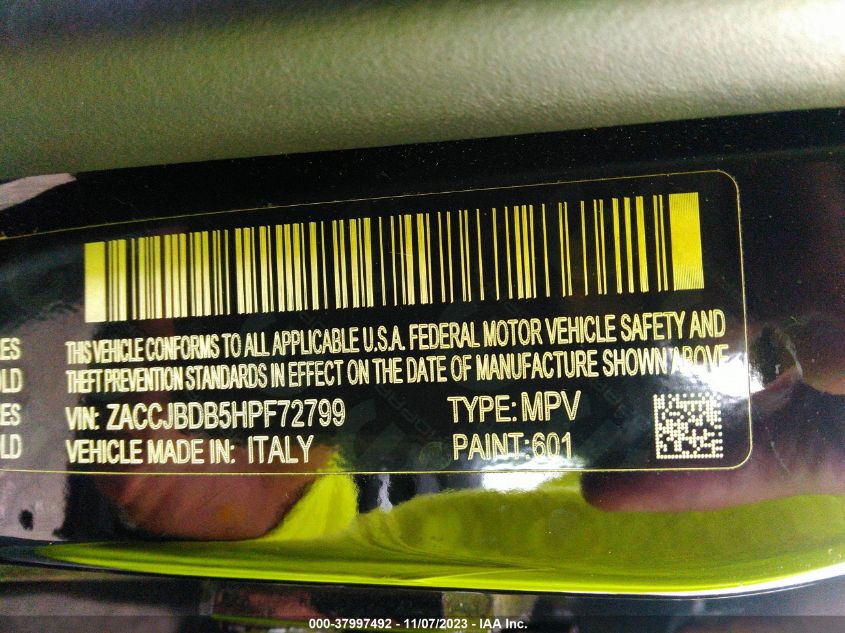 THIS VEHICLE CONFORMS TO ALL APPLICABLE U.S.A. FEDERAL MOTOR VEHICLE SAFETY AND
THEFT PREVENTION STANDARDS IN EFFECT ON THE DATE OF MANUFACTURE SHOWN ABOVE
VIN: ZACCJBDB5HPF72799 TYPE: MPV
VEHICLE MADE IN: ITALY PAINT: 601
000-37997492 - 11/07/2023 - IAA Inc.